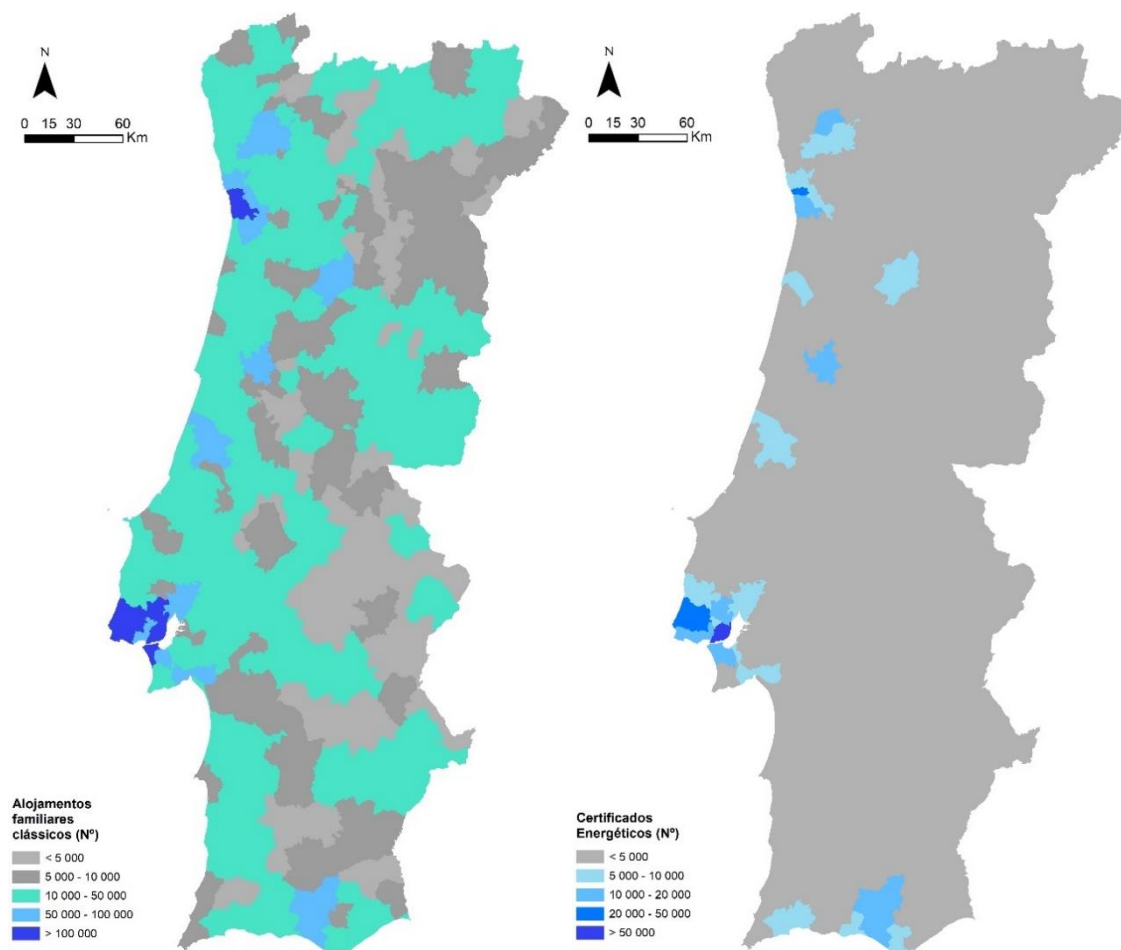 N
0 15 30 60
Km
Alojamentos
familiares
clássicos (Nº)
< 5 000
5 000 - 10 000
10 000 - 50 000
50 000 - 100 000
> 100 000
N
0 15 30 60
Km
Certificados
Energéticos (Nº)
< 5 000
5 000 - 10 000
10 000 - 20 000
20 000 - 50 000
> 50 000